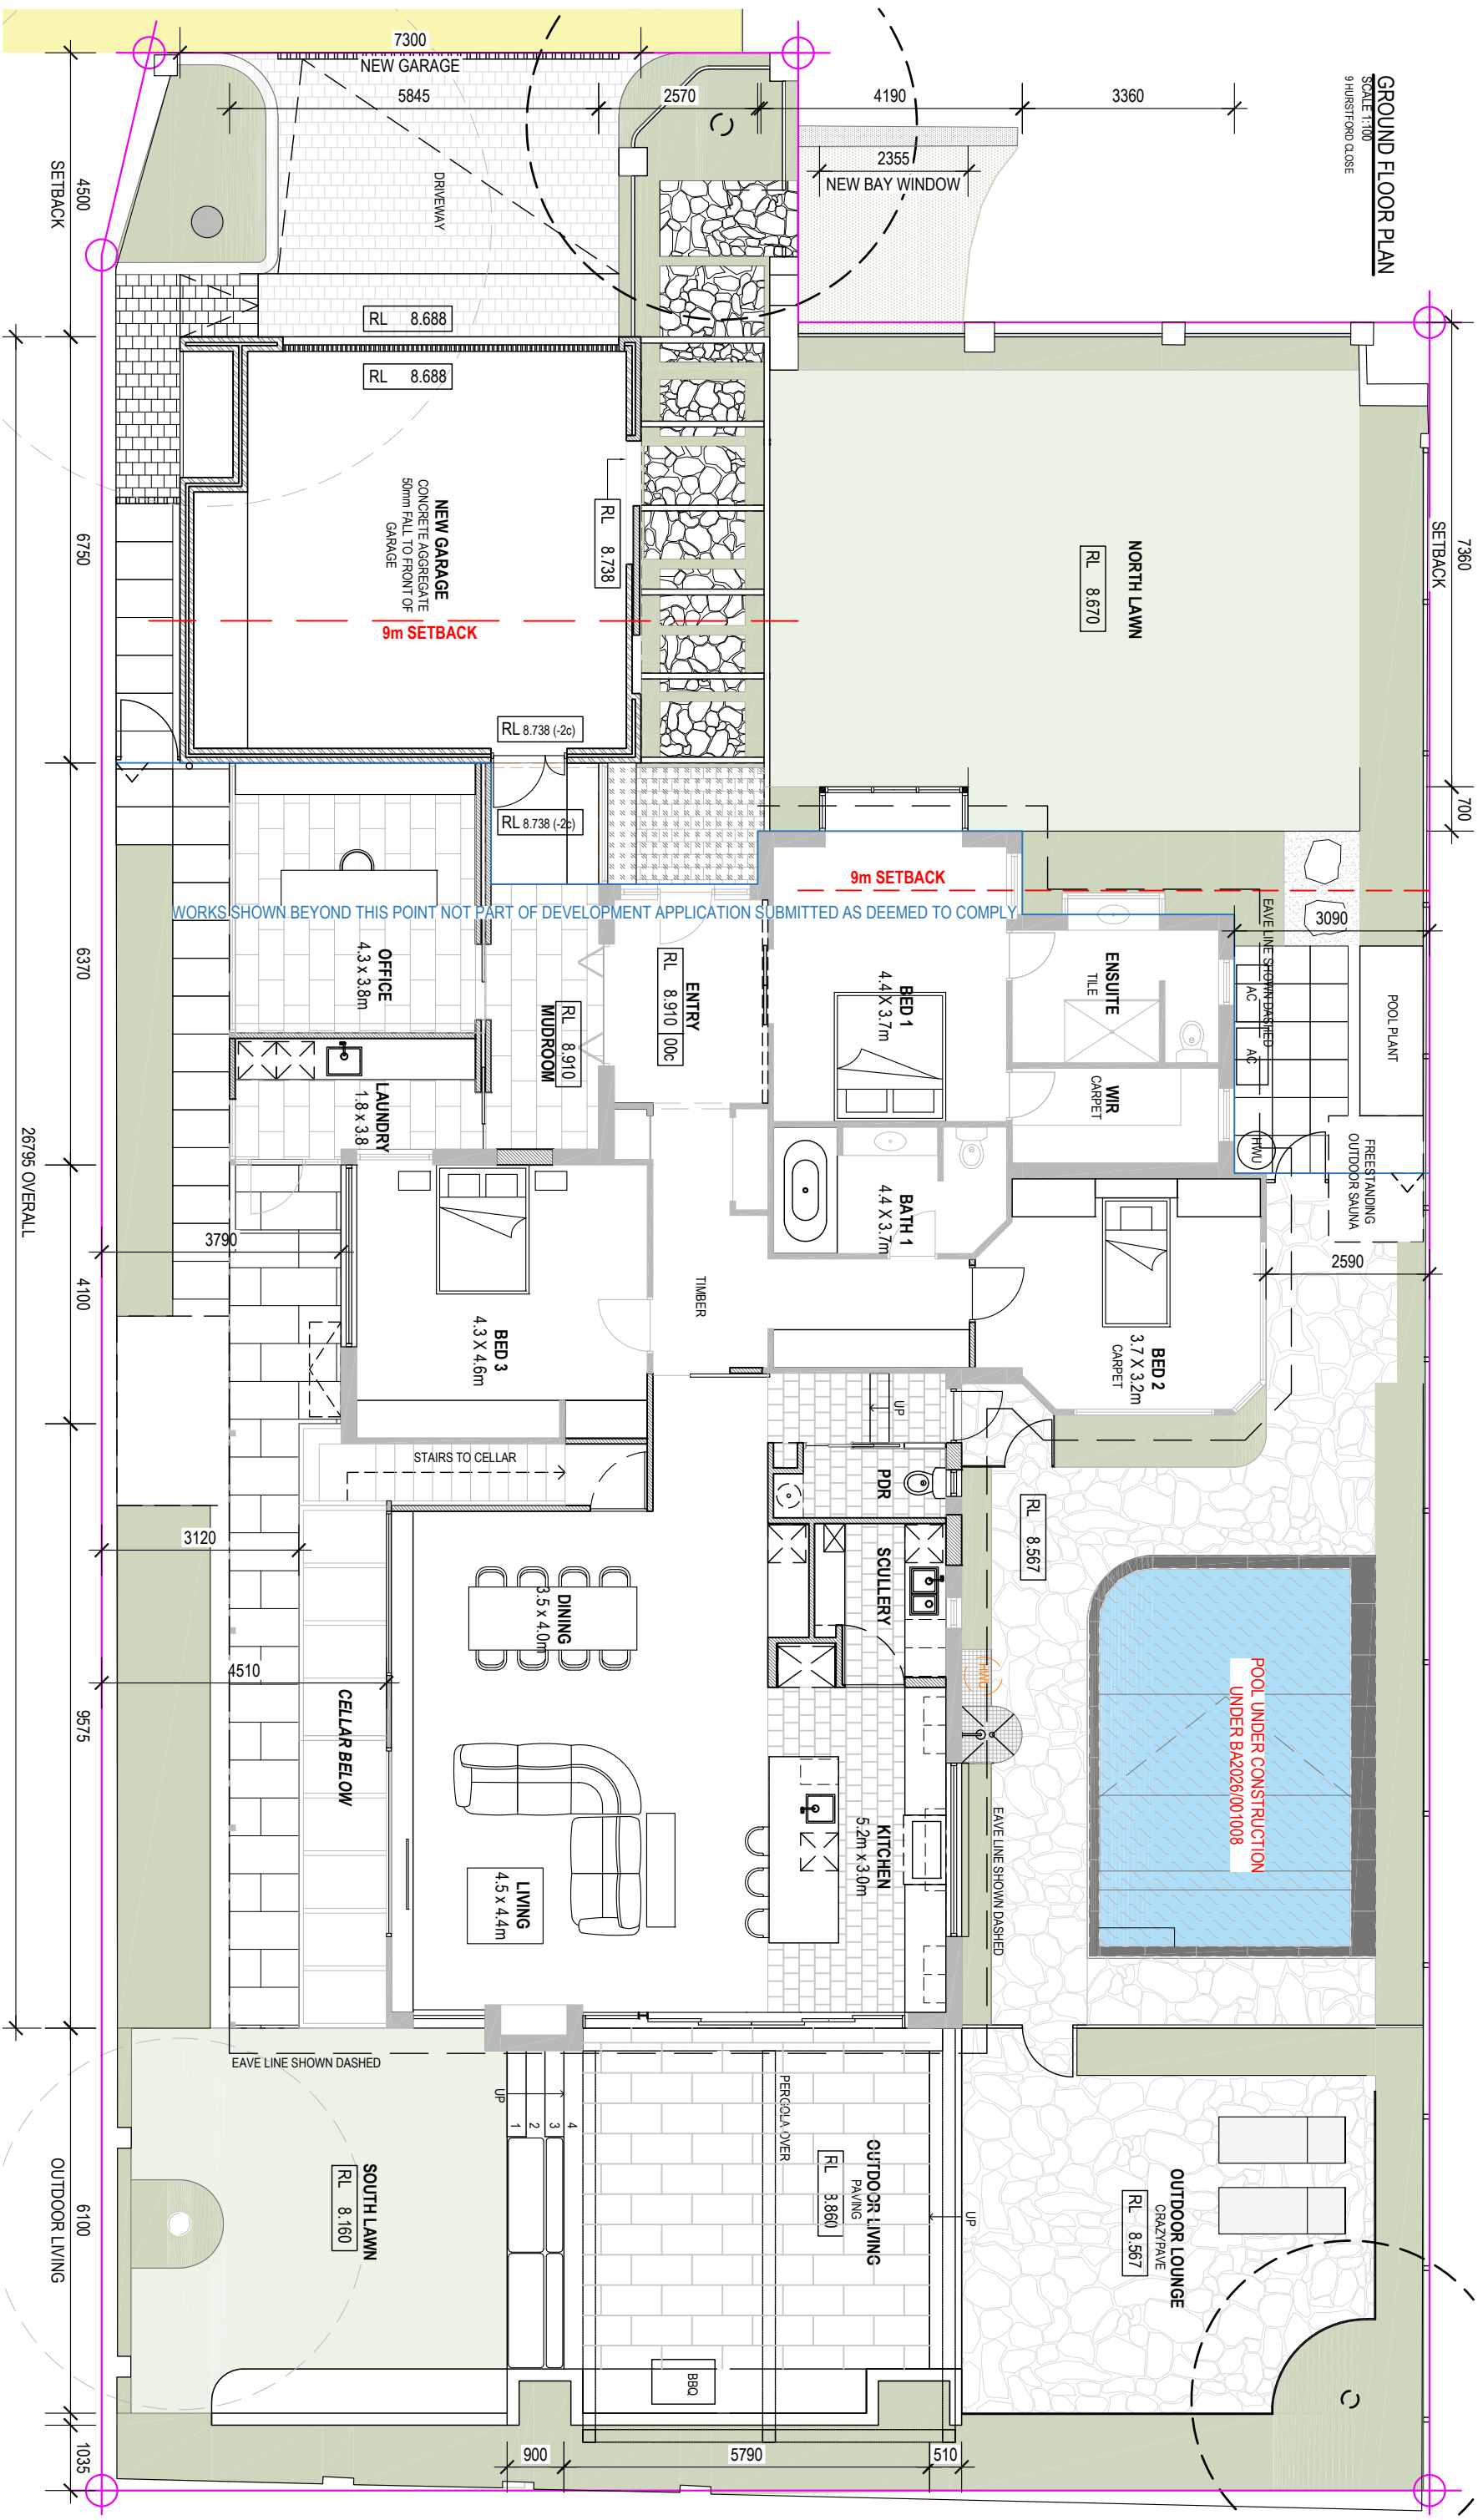 GROUND FLOOR PLAN
SCALE 1:100
9 HURSTFORD CLOSE
7300
NEW GARAGE
5845
2570
4190
3360
2355
NEW BAY WINDOW
4500
SETBACK
DRIVEWAY
RL 8.688
RL 8.688
7360
SETBACK
700
NEW GARAGE
CONCRETE AGGREGATE
50mm FALL TO FRONT OF
GARAGE
RL 8.738
9m SETBACK
6750
NORTH LAWN
RL 8.670
RL 8.738 (-2c)
RL 8.738 (-2c)
9m SETBACK
WORKS SHOWN BEYOND THIS POINT NOT PART OF DEVELOPMENT APPLICATION SUBMITTED AS DEEMED TO COMPLY
3090
EAVE LINE SHOWN DASHED
6370
OFFICE
4.3 x 3.8m
MUDROOM
RL 8.910
ENTRY
RL 8.910 00c
BED 1
4.4 X 3.7m
ENSUITE
TILE
AC
AC
POOL PLANT
WIR
CARPET
HWU
FREESTANDING
OUTDOOR SAUNA
LAUNDRY
1.8 x 3.8
26795 OVERALL
3790
4100
BED 3
4.3 X 4.6m
TIMBER
BATH 1
4.4 X 3.7m
BED 2
3.7 X 3.2m
CARPET
2590
UP
STAIRS TO CELLAR
PDR
RL 8.567
3120
SCULLERY
DINING
3.5 x 4.0m
4510
9575
CELLAR BELOW
HWU
POOL UNDER CONSTRUCTION
UNDER BA2026/001008
KITCHEN
5.2m x 3.0m
LIVING
4.5 x 4.4m
EAVE LINE SHOWN DASHED
EAVE LINE SHOWN DASHED
UP
1
2
3
4
PERGOLA OVER
OUTDOOR LIVING
PAVING
RL 8.860
UP
OUTDOOR LOUNGE
CRAZYPAVE
RL 8.567
SOUTH LAWN
RL 8.160
6100
OUTDOOR LIVING
BBQ
1035
900
5790
510